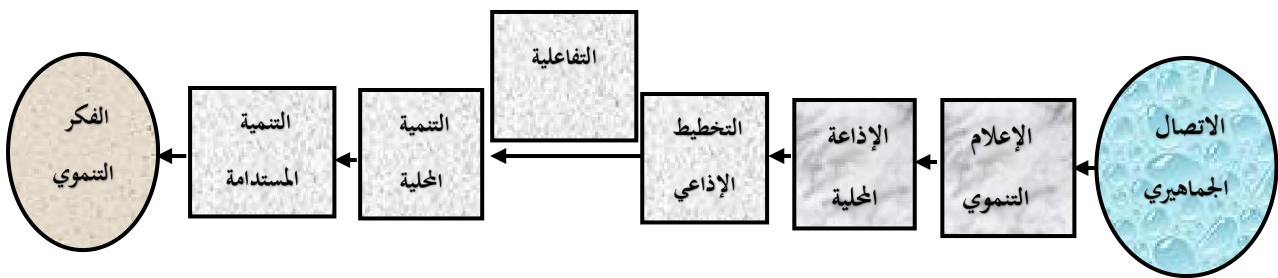 الاتصال
الجماهيري
الإعلام
التنموي
الإذاعة
المحلية
التخطيط
الإذاعي
التفاعلية
التنمية
المحلية
التنمية
المستدامة
الفكر
التنموي